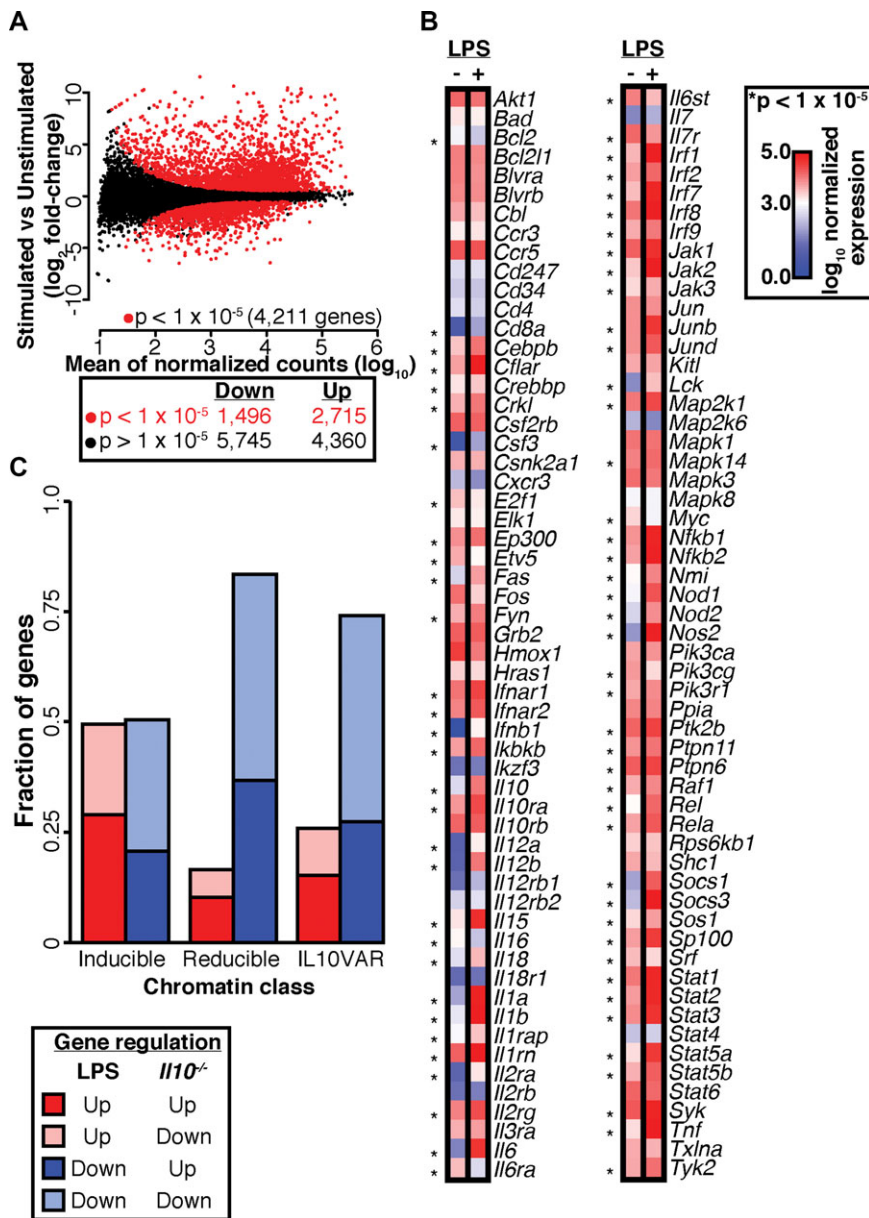 A
Stimulated vs Unstimulated
(log2 fold-change)
10
5
0
-5
-10
p < 1 x 10-5 (4,211 genes)
1 2 3 4 5 6
Mean of normalized counts (log10)
Down Up
p < 1 x 10-5 1,496 2,715
p > 1 x 10-5 5,745 4,360
B
LPS
- +
Akt1
Bad
* Bcl2
Bcl2l1
Blvra
Blvrb
Cbl
Ccr3
Ccr5
Cd247
Cd34
Cd4
* Cd8a
* Cebpb
* Cflar
* Crebbp
* Crkl
Csf2rb
* Csf3
Csnk2a1
Cxcr3
* E2f1
Elk1
* Ep300
* Etv5
* Fas
Fos
* Fyn
Grb2
Hmox1
Hras1
* Ifnar1
* Ifnar2
* Ifnb1
* Ikbkb
Ikzf3
* Il10
* Il10ra
Il10rb
* Il12a
* Il12b
Il12rb1
Il12rb2
* Il15
* Il16
* Il18
Il18r1
* Il1a
* Il1b
* Il1rap
* Il1rn
* Il2ra
Il2rb
* Il2rg
Il3ra
* Il6
* Il6ra
LPS
- +
* Il6st
Il7
* Il7r
* Irf1
* Irf2
* Irf7
* Irf8
* Irf9
* Jak1
* Jak2
* Jak3
Jun
* Junb
* Jund
Kitl
* Lck
* Map2k1
Map2k6
Mapk1
* Mapk14
Mapk3
Mapk8
* Myc
* Nfkb1
* Nfkb2
* Nmi
* Nod1
* Nod2
* Nos2
Pik3ca
* Pik3cg
* Pik3r1
Ppia
* Ptk2b
* Ptpn11
* Ptpn6
* Raf1
* Rel
* Rela
Rps6kb1
Shc1
* Socs1
* Socs3
* Sos1
* Sp100
* Srf
* Stat1
* Stat2
* Stat3
Stat4
* Stat5a
* Stat5b
Stat6
* Syk
* Tnf
Txlna
* Tyk2
*p < 1 x 10-5
5.0
3.0
0.0
log10 normalized
expression
C
Fraction of genes
1.0
0.75
0.5
0.25
0
Inducible Reducible IL10VAR
Chromatin class
Gene regulation
LPS Il10-/-
Up Up
Up Down
Down Up
Down Down